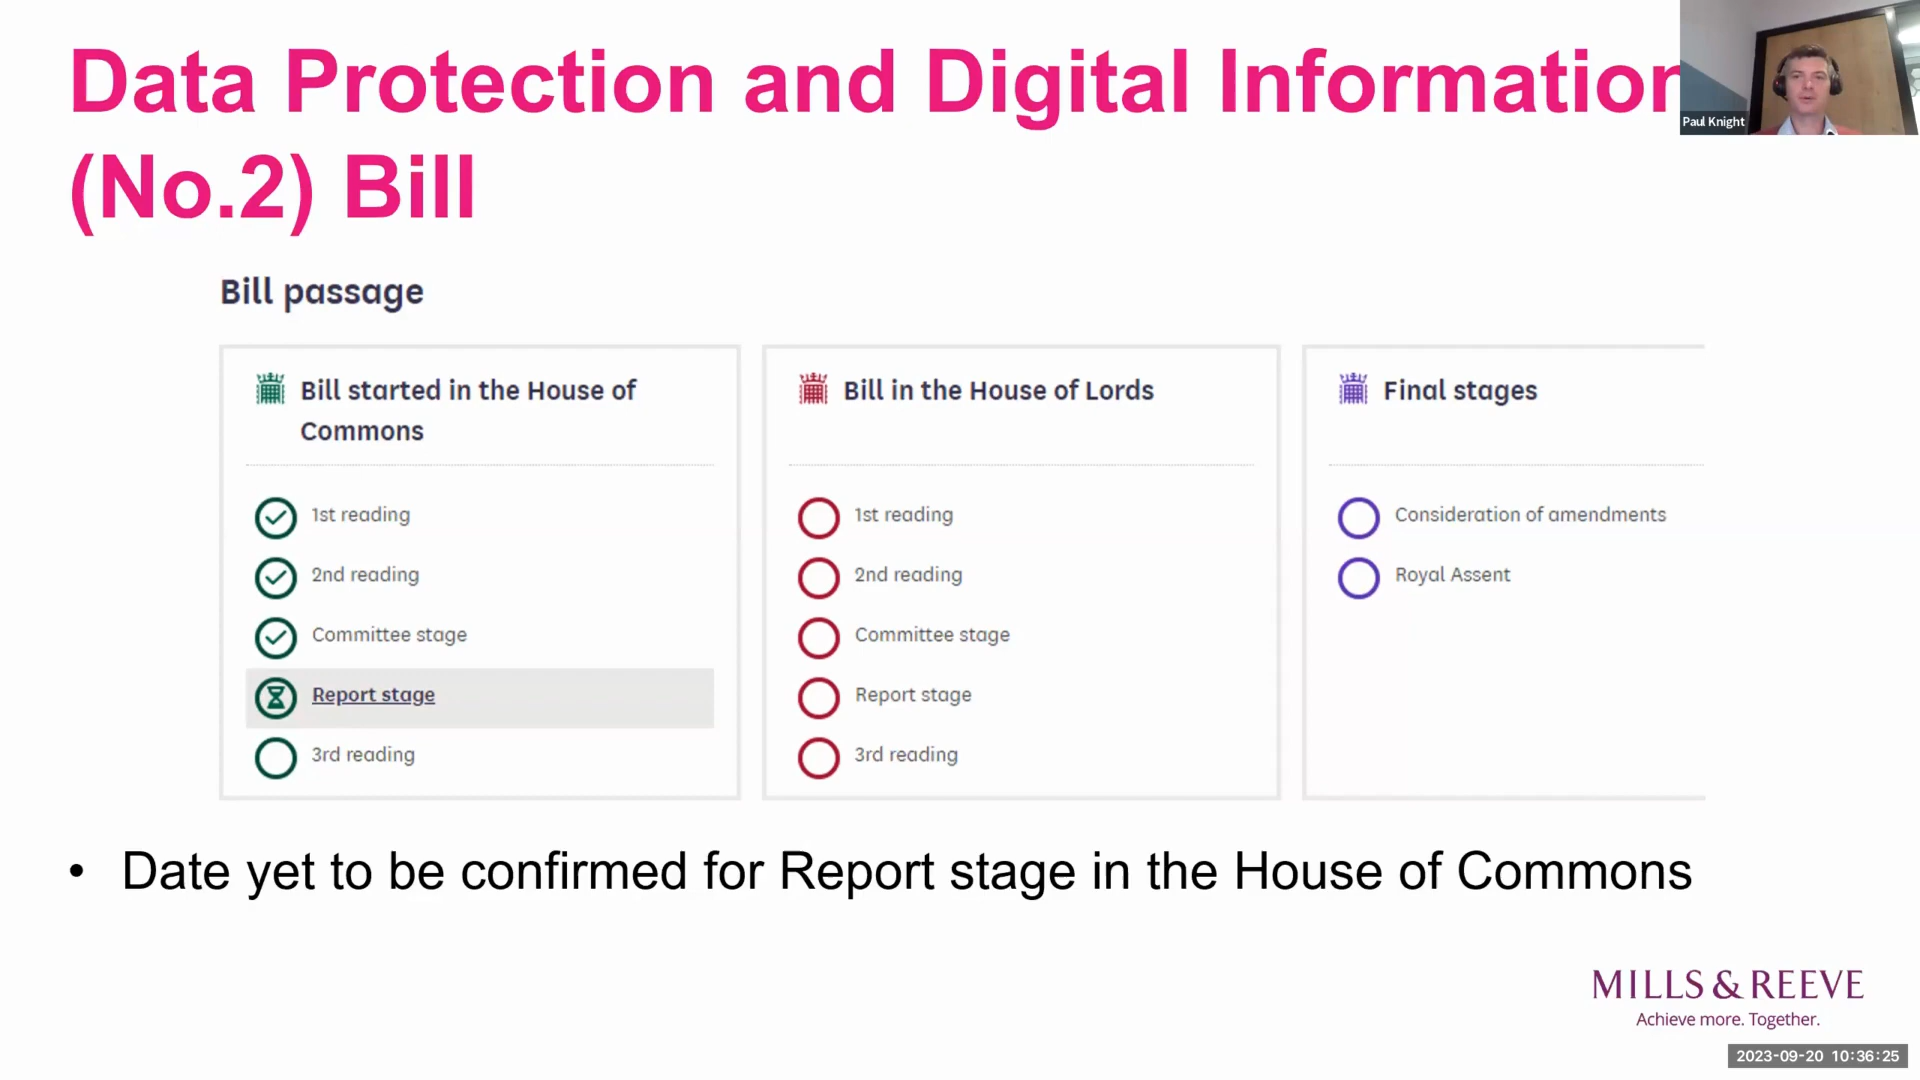 Data Protection and Digital Information
(No.2) Bill
Paul Knight
Bill passage
Bill started in the House of
Commons
1st reading
2nd reading
Committee stage
Report stage
3rd reading
Bill in the House of Lords
1st reading
2nd reading
Committee stage
Report stage
3rd reading
Final stages
Consideration of amendments
Royal Assent
• Date yet to be confirmed for Report stage in the House of Commons
MILLS & REEVE
Achieve more. Together.
2023-09-20 10:36:25